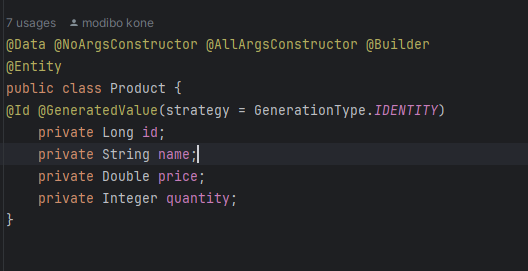 7 usages modibo kone
@Data @NoArgsConstructor @AllArgsConstructor @Builder
@Entity
public class Product {
@Id @GeneratedValue(strategy = GenerationType.IDENTITY)
    private Long id;
    private String name;
    private Double price;
    private Integer quantity;
}